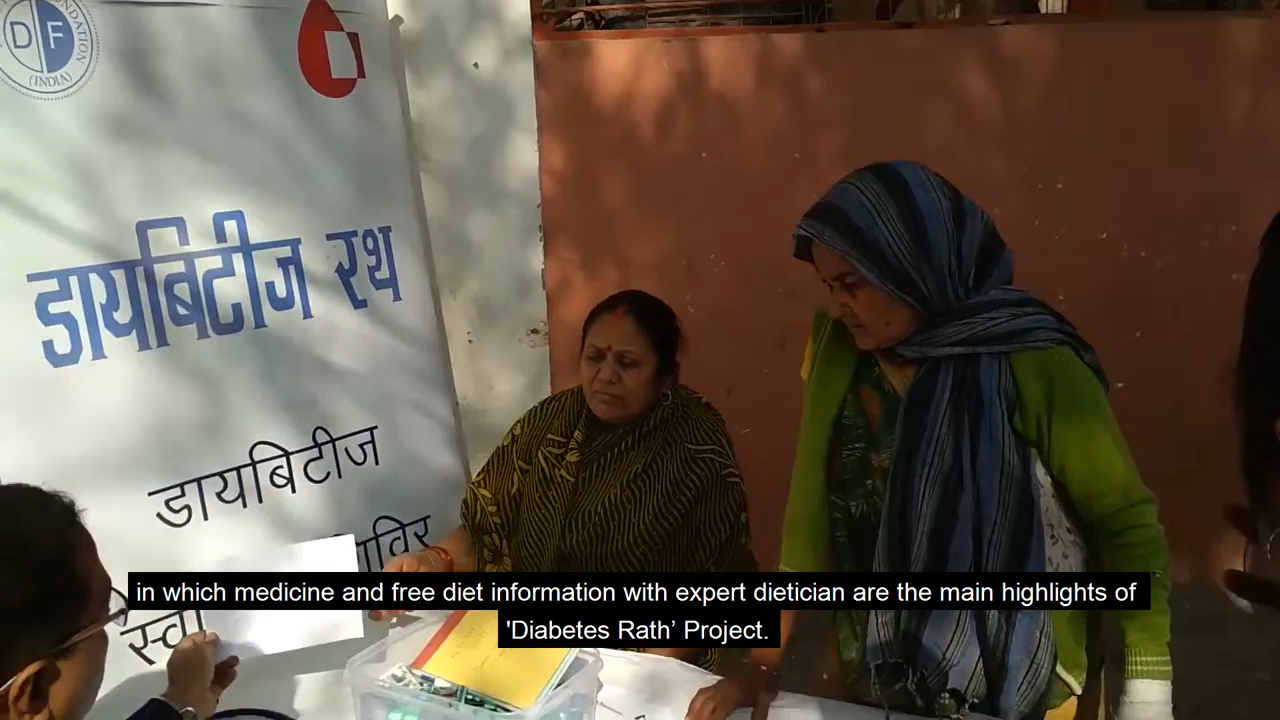 DF
(INDIA)
डायबिटीज रथ
डायबिटीज
in which medicine and free diet information with expert dietician are the main highlights of
'Diabetes Rath’ Project.